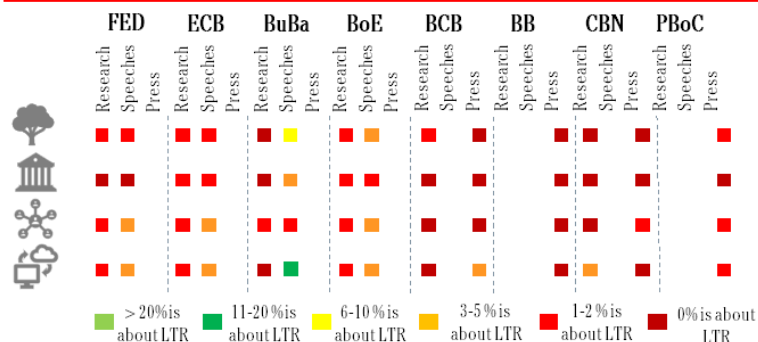 FED ECB BuBa BoE BCB BB CBN PBoC
Research Speeches Press Research Speeches Press Research Speeches Press Research Speeches Press Research Speeches Press Research Speeches Press Research Speeches Press Research Speeches Press
> 20% is about LTR
11-20 % is about LTR
6-10 % is about LTR
3-5 % is about LTR
1-2 % is about LTR
0% is about LTR